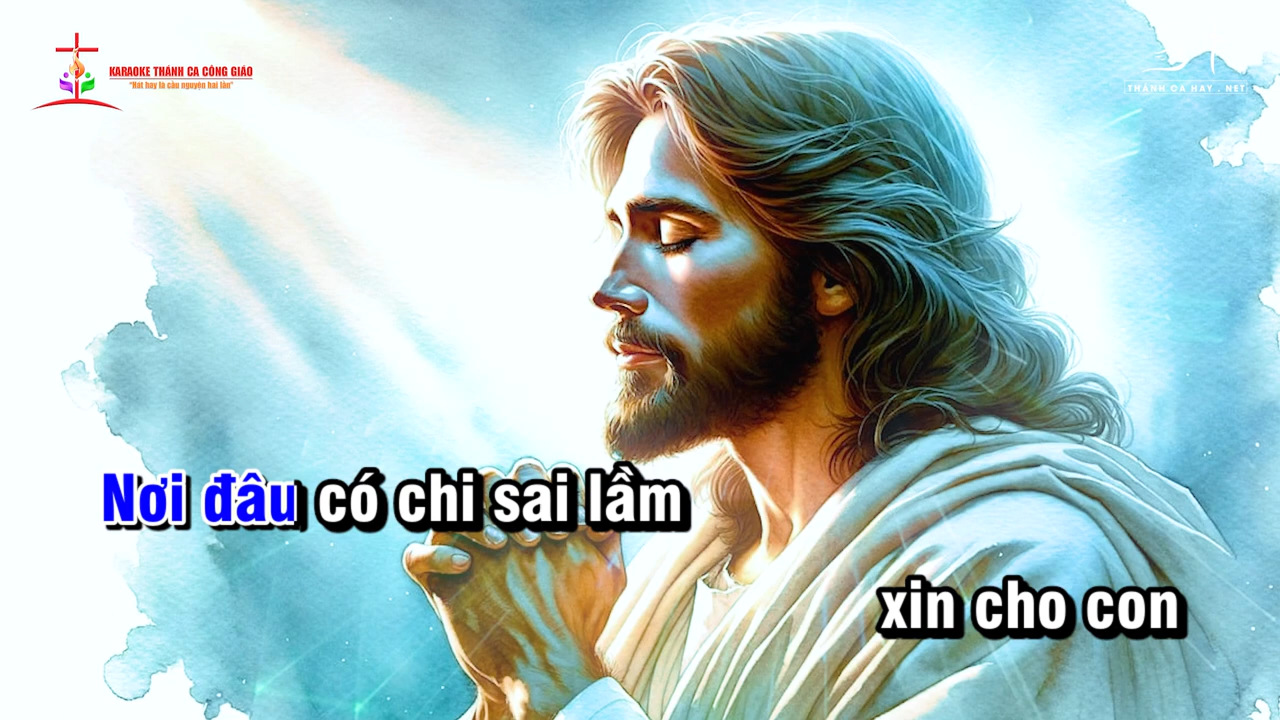 KARAOKE THÁNH CA CÔNG GIÁO
"Hát hay là cầu nguyện hai lần"
THÁNH CA HAY . NET
Nơi đâu có chi sai lầm
xin cho con